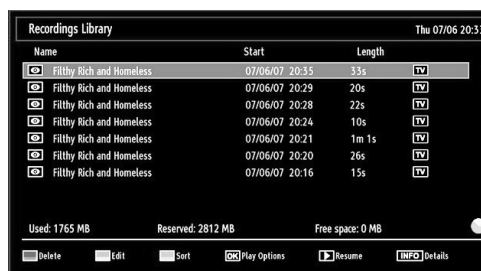 Recordings Library Thu 07/06 20:33
Name Start Length
Filthy Rich and Homeless 07/06/07 20:35 33s TV
Filthy Rich and Homeless 07/06/07 20:29 20s TV
Filthy Rich and Homeless 07/06/07 20:28 22s TV
Filthy Rich and Homeless 07/06/07 20:24 10s TV
Filthy Rich and Homeless 07/06/07 20:21 1m 1s TV
Filthy Rich and Homeless 07/06/07 20:20 26s TV
Filthy Rich and Homeless 07/06/07 20:16 15s TV
Used: 1765 MB Reserved: 2812 MB Free space: 0 MB
Delete Edit Sort OK Play Options Resume INFO Details